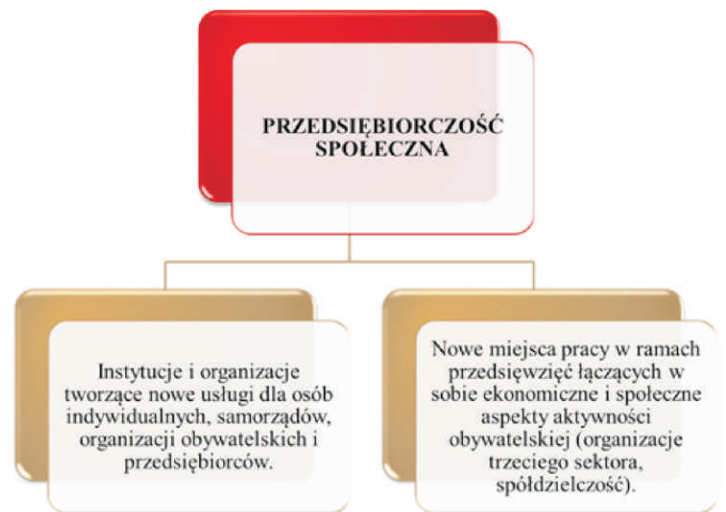 PRZEDSIĘBIORCZOŚĆ
SPOŁECZNA
Instytucje i organizacje
tworzące nowe usługi dla osób
indywidualnych, samorządów,
organizacji obywatelskich i
przedsiębiorców.
Nowe miejsca pracy w ramach
przedsięwzięć łączących w
sobie ekonomiczne i społeczne
aspekty aktywności
obywatelskiej (organizacje
trzeciego sektora,
spółdzielczość).